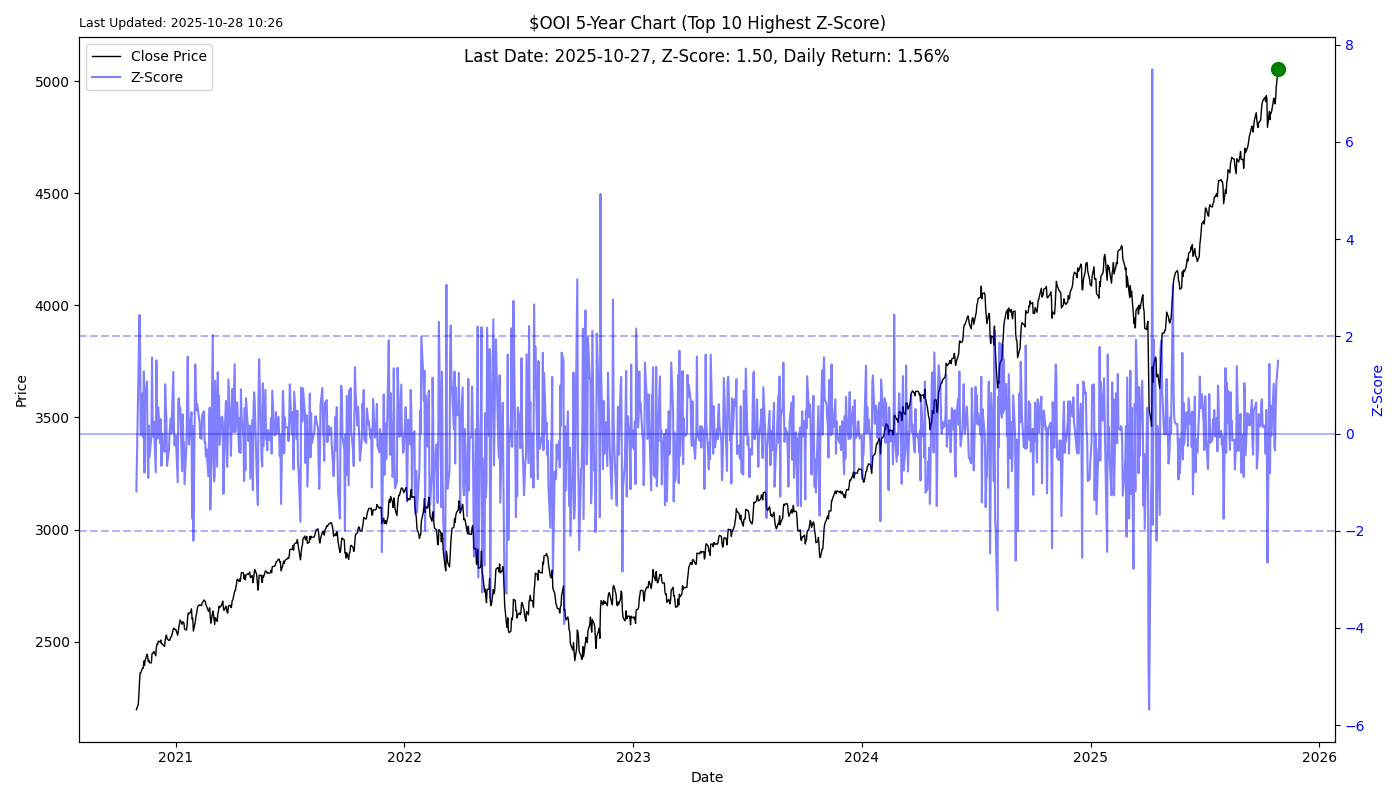 Last Updated: 2025-10-28 10:26
$OOI 5-Year Chart (Top 10 Highest Z-Score)
Last Date: 2025-10-27, Z-Score: 1.50, Daily Return: 1.56%
Close Price
Z-Score
5000
4500
4000
3500
3000
2500
Price
8
6
4
2
0
−2
−4
−6
Z-Score
2021 2022 2023 2024 2025 2026
Date